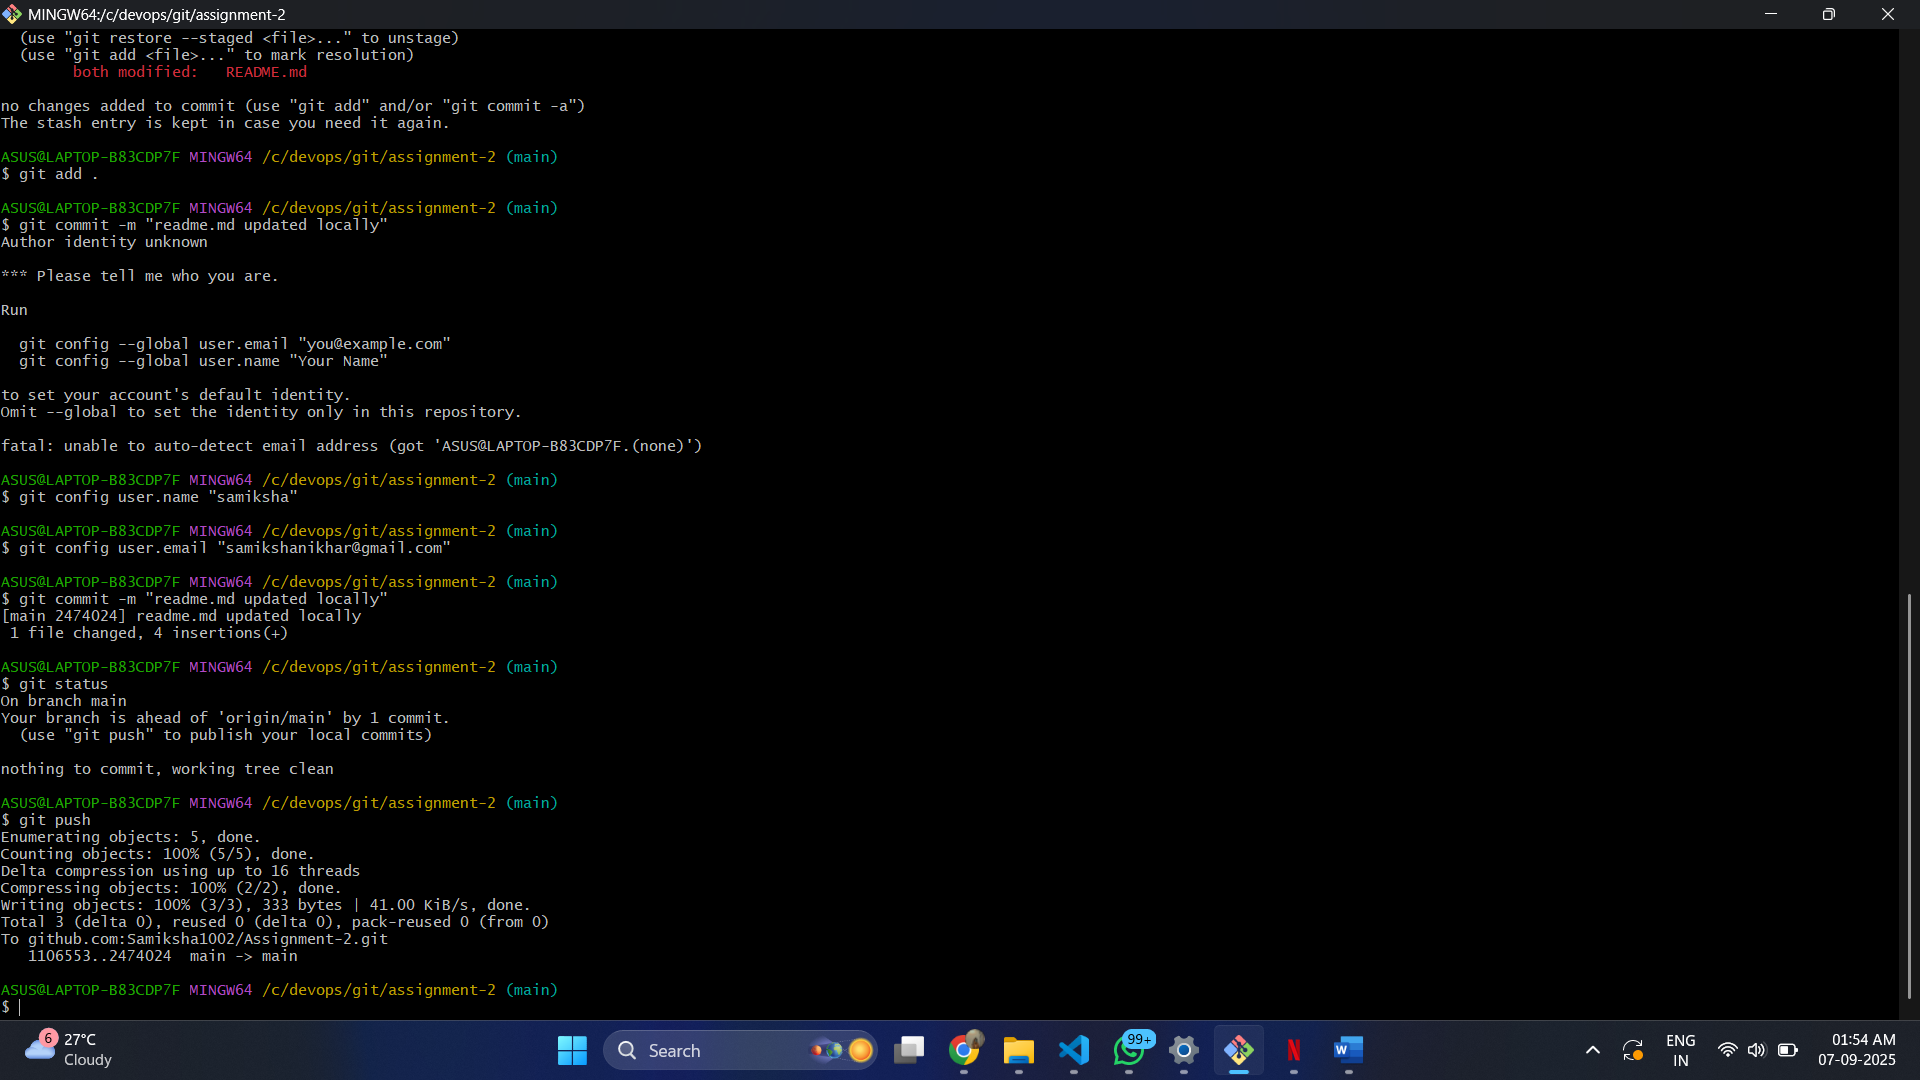 MINGW64:/c/devops/git/assignment-2
(use "git restore --staged <file>..." to unstage)
(use "git add <file>..." to mark resolution)
both modified:   README.md
no changes added to commit (use "git add" and/or "git commit -a")
The stash entry is kept in case you need it again.
ASUS@LAPTOP-B83CDP7F MINGW64 /c/devops/git/assignment-2 (main)
$ git add .
ASUS@LAPTOP-B83CDP7F MINGW64 /c/devops/git/assignment-2 (main)
$ git commit -m "readme.md updated locally"
Author identity unknown
*** Please tell me who you are.
Run
git config --global user.email "you@example.com"
git config --global user.name "Your Name"
to set your account's default identity.
Omit --global to set the identity only in this repository.
fatal: unable to auto-detect email address (got 'ASUS@LAPTOP-B83CDP7F.(none)')
ASUS@LAPTOP-B83CDP7F MINGW64 /c/devops/git/assignment-2 (main)
$ git config user.name "samiksha"
ASUS@LAPTOP-B83CDP7F MINGW64 /c/devops/git/assignment-2 (main)
$ git config user.email "samikshanikhar@gmail.com"
ASUS@LAPTOP-B83CDP7F MINGW64 /c/devops/git/assignment-2 (main)
$ git commit -m "readme.md updated locally"
[main 2474024] readme.md updated locally
1 file changed, 4 insertions(+)
ASUS@LAPTOP-B83CDP7F MINGW64 /c/devops/git/assignment-2 (main)
$ git status
On branch main
Your branch is ahead of 'origin/main' by 1 commit.
(use "git push" to publish your local commits)
nothing to commit, working tree clean
ASUS@LAPTOP-B83CDP7F MINGW64 /c/devops/git/assignment-2 (main)
$ git push
Enumerating objects: 5, done.
Counting objects: 100% (5/5), done.
Delta compression using up to 16 threads
Compressing objects: 100% (2/2), done.
Writing objects: 100% (3/3), 333 bytes | 41.00 KiB/s, done.
Total 3 (delta 0), reused 0 (delta 0), pack-reused 0 (from 0)
To github.com:Samiksha1002/Assignment-2.git
1106553..2474024  main -> main
ASUS@LAPTOP-B83CDP7F MINGW64 /c/devops/git/assignment-2 (main)
$
6
27°C
Cloudy
Search
99+
N
W
ENG
IN
01:54 AM
07-09-2025